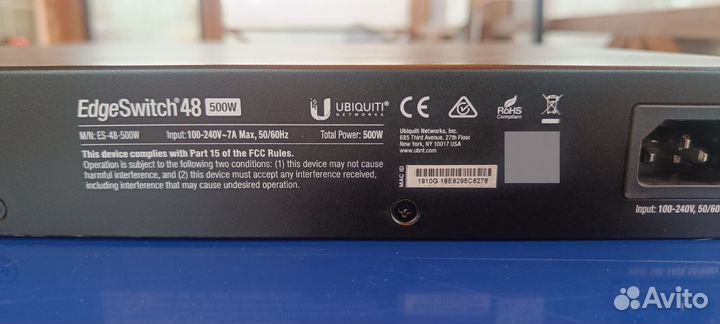 EdgeSwitch® 48 500W
UBIQUITI
NETWORKS
CE
RoHS
Compliant
M/N: ES-48-500W Input: 100-240V~7A Max, 50/60Hz Total Power: 500W
This device complies with Part 15 of the FCC Rules.
Operation is subject to the following two conditions: (1) this device may not cause
harmful interference, and (2) this device must accept any interference received,
including interference that may cause undesired operation.
Ubiquiti Networks, Inc.
685 Third Avenue, 27th Floor
New York, NY 10017 USA
www.ubnt.com
MAC ID
1910G 18E8295C6276
Input: 100-240V, 50/60
Avito